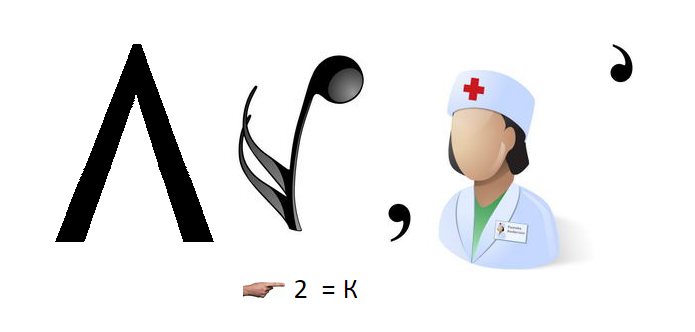 Λ , ’
2 = К